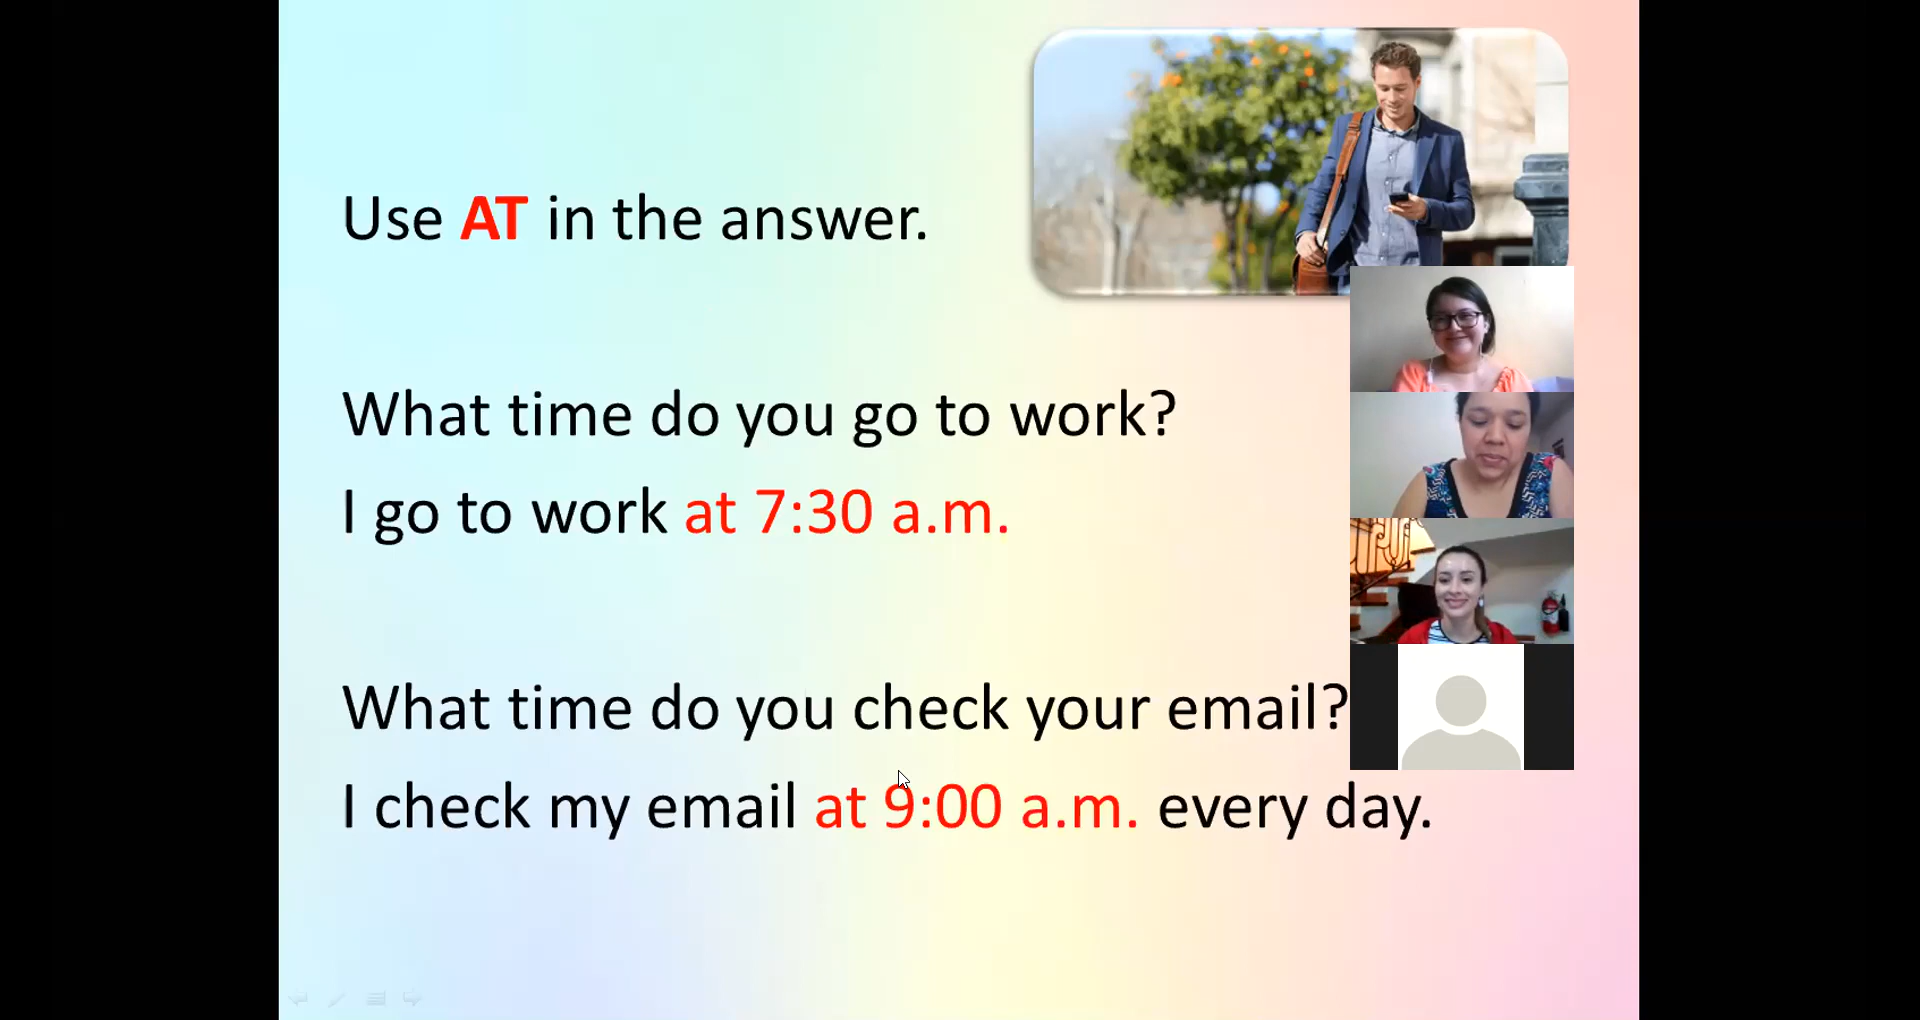 Use AT in the answer.
What time do you go to work?
I go to work at 7:30 a.m.
What time do you check your email?
I check my email at 9:00 a.m. every day.